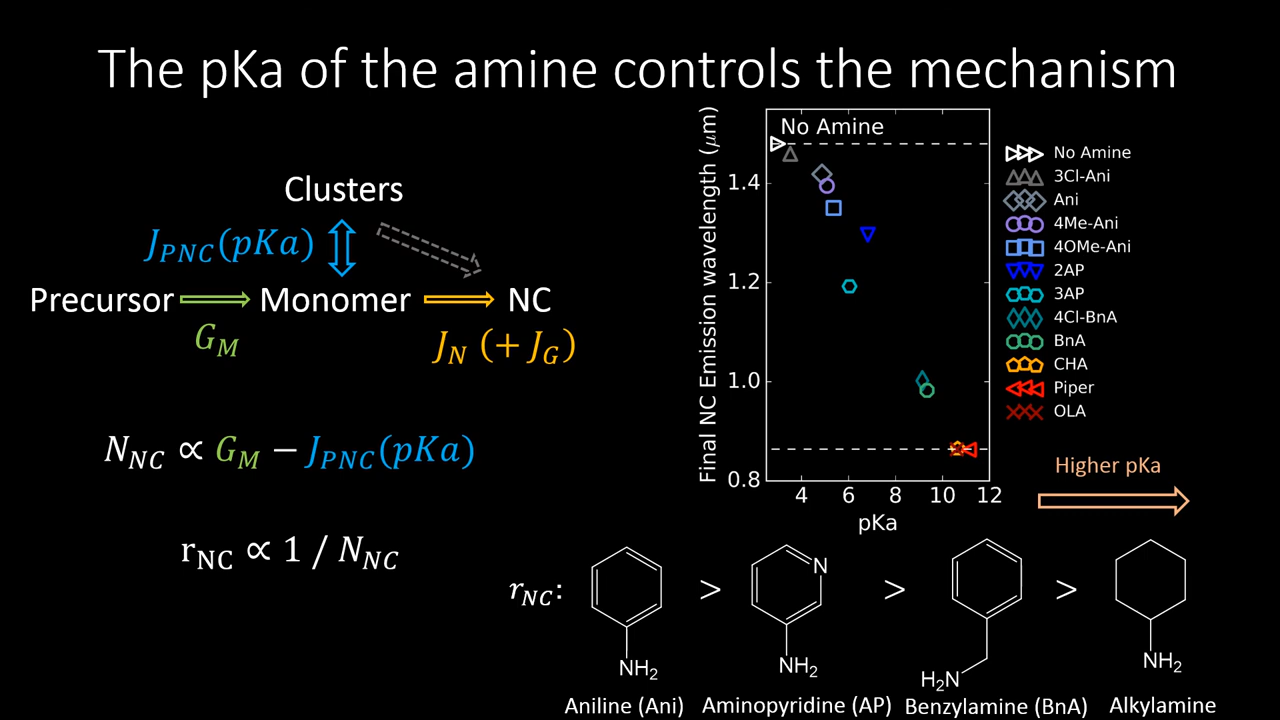 The pKa of the amine controls the mechanism
Clusters
J_PNC(pKa)
Precursor
Monomer
NC
G_M
J_N (+ J_G)
N_NC ∝ G_M − J_PNC(pKa)
r_NC ∝ 1 / N_NC
Final NC Emission wavelength (μm)
No Amine
1.4
1.2
1.0
0.8
4 6 8 10 12
pKa
No Amine
3Cl-Ani
Ani
4Me-Ani
4OMe-Ani
2AP
3AP
4Cl-BnA
BnA
CHA
Piper
OLA
Higher pKa
r_NC: > > >
N
NH₂
NH₂
H₂N
NH₂
Aniline (Ani) Aminopyridine (AP) Benzylamine (BnA) Alkylamine